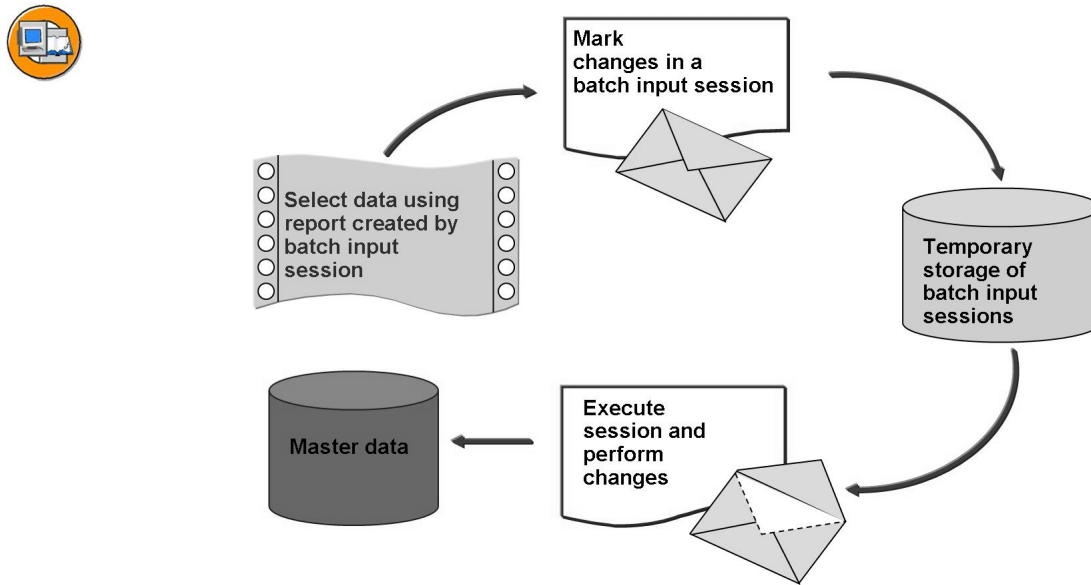 Mark
changes in a
batch input session
Select data using
report created by
batch input
session
Temporary
storage of
batch input
sessions
Execute
session and
perform
changes
Master data